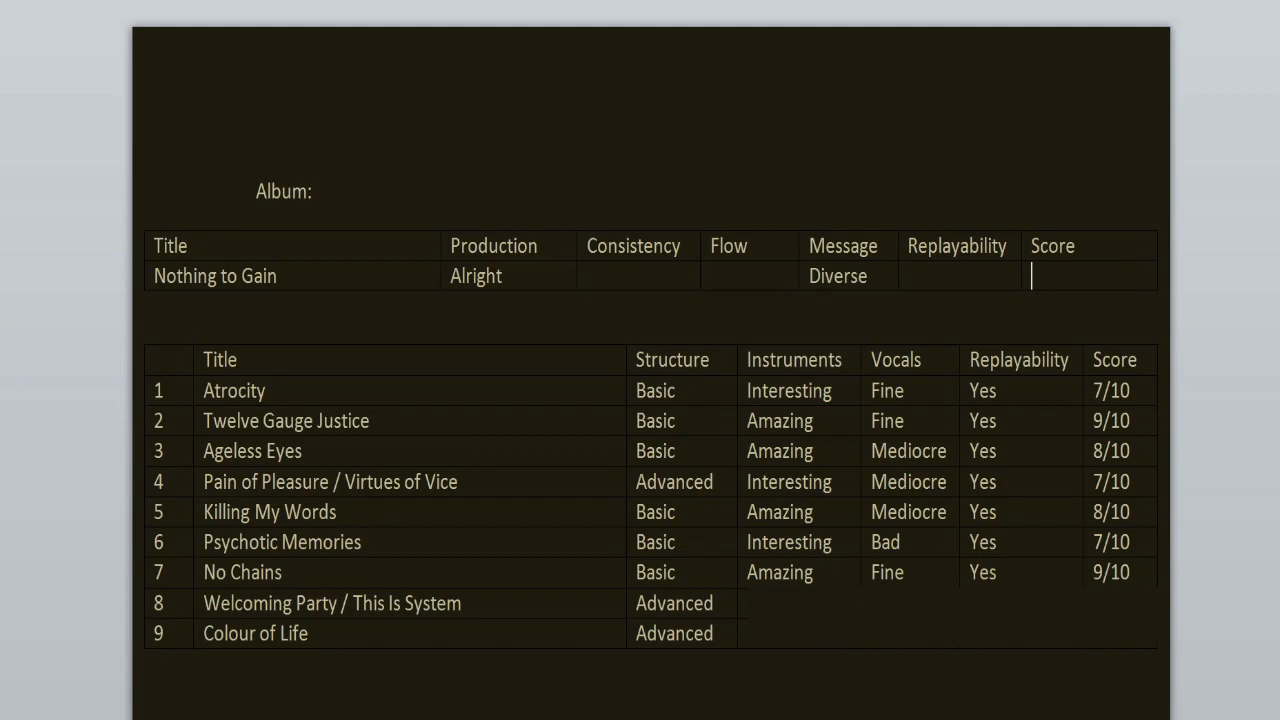 Album:
Title Production Consistency Flow Message Replayability Score
Nothing to Gain Alright Diverse
Title Structure Instruments Vocals Replayability Score
1 Atrocity Basic Interesting Fine Yes 7/10
2 Twelve Gauge Justice Basic Amazing Fine Yes 9/10
3 Ageless Eyes Basic Amazing Mediocre Yes 8/10
4 Pain of Pleasure / Virtues of Vice Advanced Interesting Mediocre Yes 7/10
5 Killing My Words Basic Amazing Mediocre Yes 8/10
6 Psychotic Memories Basic Interesting Bad Yes 7/10
7 No Chains Basic Amazing Fine Yes 9/10
8 Welcoming Party / This Is System Advanced
9 Colour of Life Advanced